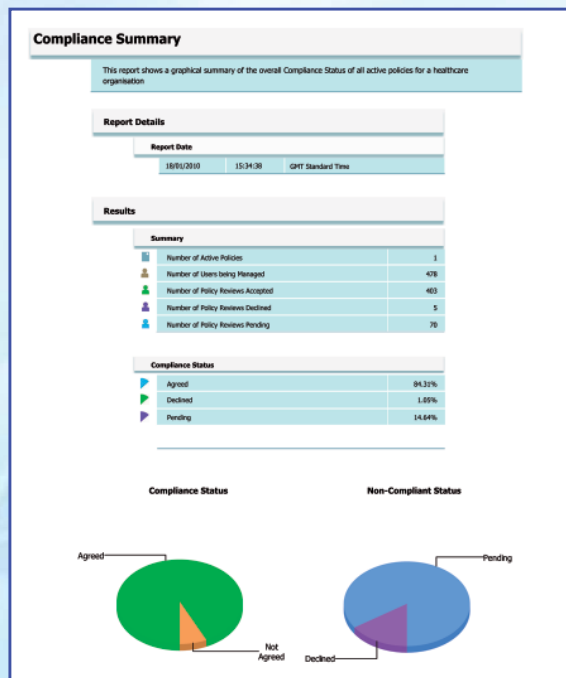 Compliance Summary
This report shows a graphical summary of the overall Compliance Status of all active policies for a healthcare
organisation
Report Details
Report Date
18/01/2010 15:34:38 GMT Standard Time
Results
Summary
Number of Active Policies 1
Number of Users being Managed 478
Number of Policy Reviews Accepted 403
Number of Policy Reviews Declined 5
Number of Policy Reviews Pending 70
Compliance Status
Agreed 84.31%
Declined 1.05%
Pending 14.64%
Compliance Status Non-Compliant Status
Agreed Pending
Not
Agreed Declined